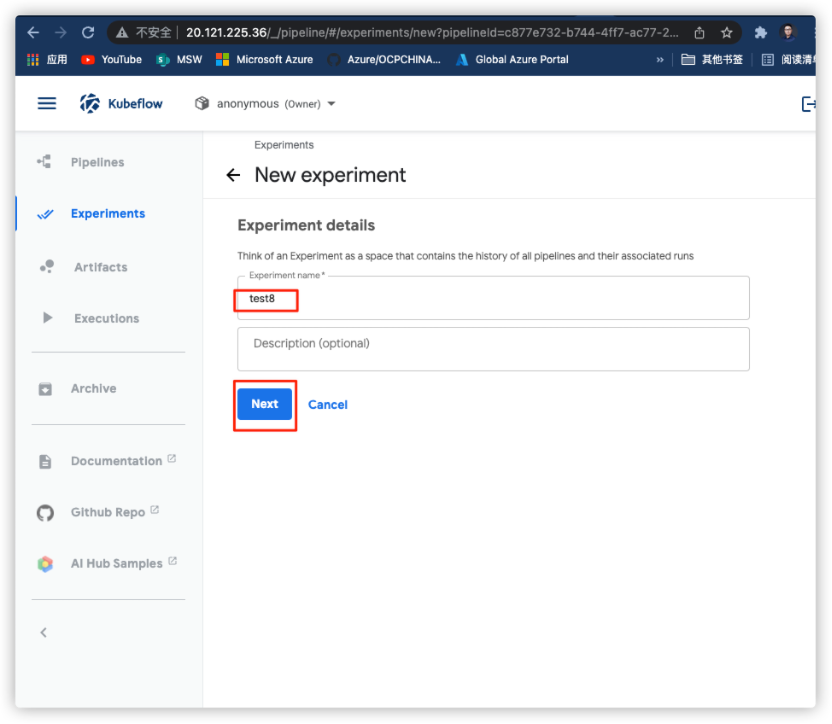 不安全 20.121.225.36/_/pipeline/#/experiments/new?pipelineId=c877e732-b744-4ff7-ac77-2...
应用 YouTube MSW Microsoft Azure Azure/OCPCHINA... Global Azure Portal » 其他书签 阅读清单
Kubeflow anonymous (Owner)
Experiments
New experiment
Pipelines
Experiments
Artifacts
Executions
Archive
Documentation
Github Repo
AI Hub Samples
Experiment details
Think of an Experiment as a space that contains the history of all pipelines and their associated runs
Experiment name*
test8
Description (optional)
Next Cancel